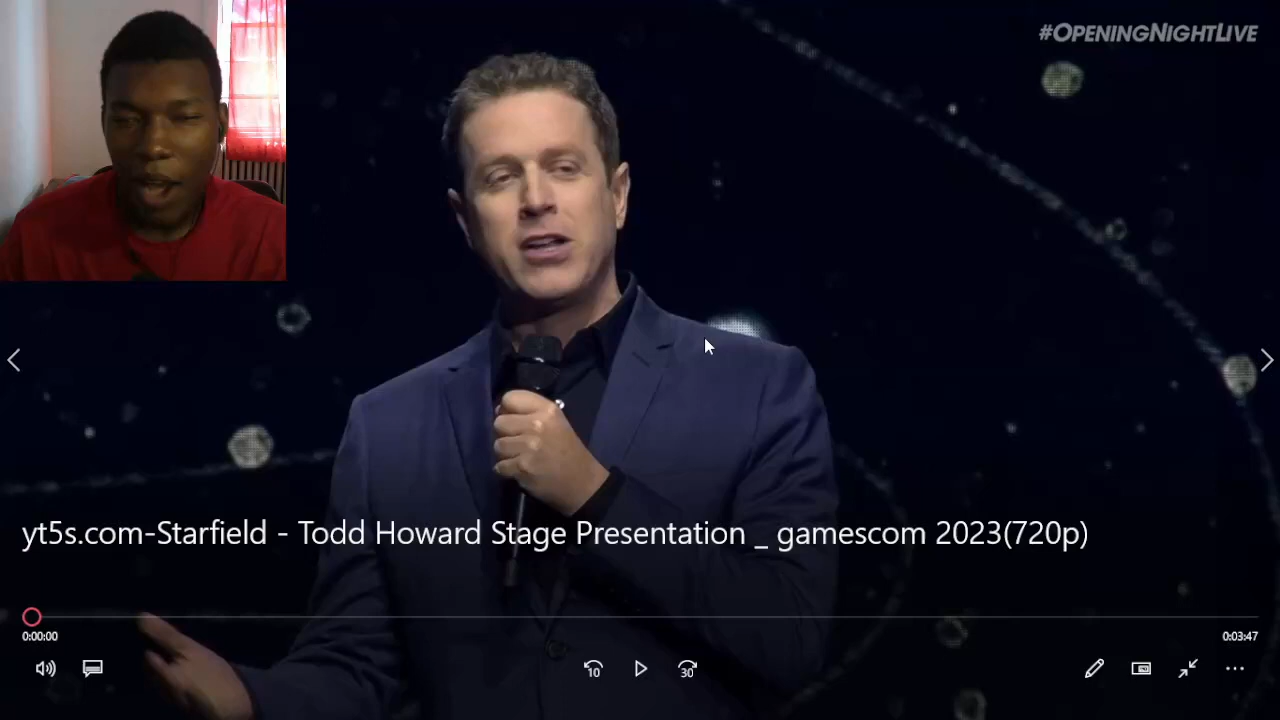 #OPENINGNIGHTLIVE
yt5s.com-Starfield - Todd Howard Stage Presentation _ gamescom 2023(720p)
0:00:00
0:03:47
10
30